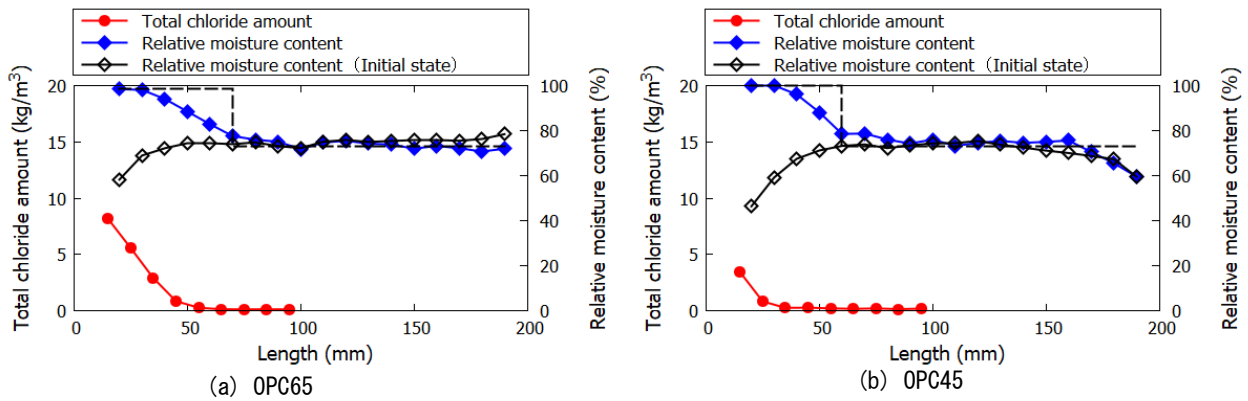 Total chloride amount
Relative moisture content
Relative moisture content (Initial state)
Total chloride amount (kg/m³)
20
15
10
5
0
100
80
60
40
20
0
Relative moisture content (%)
0 50 100 150 200
Length (mm)
(a) OPC65
Total chloride amount
Relative moisture content
Relative moisture content (Initial state)
Total chloride amount (kg/m³)
20
15
10
5
0
100
80
60
40
20
0
Relative moisture content (%)
0 50 100 150 200
Length (mm)
(b) OPC45